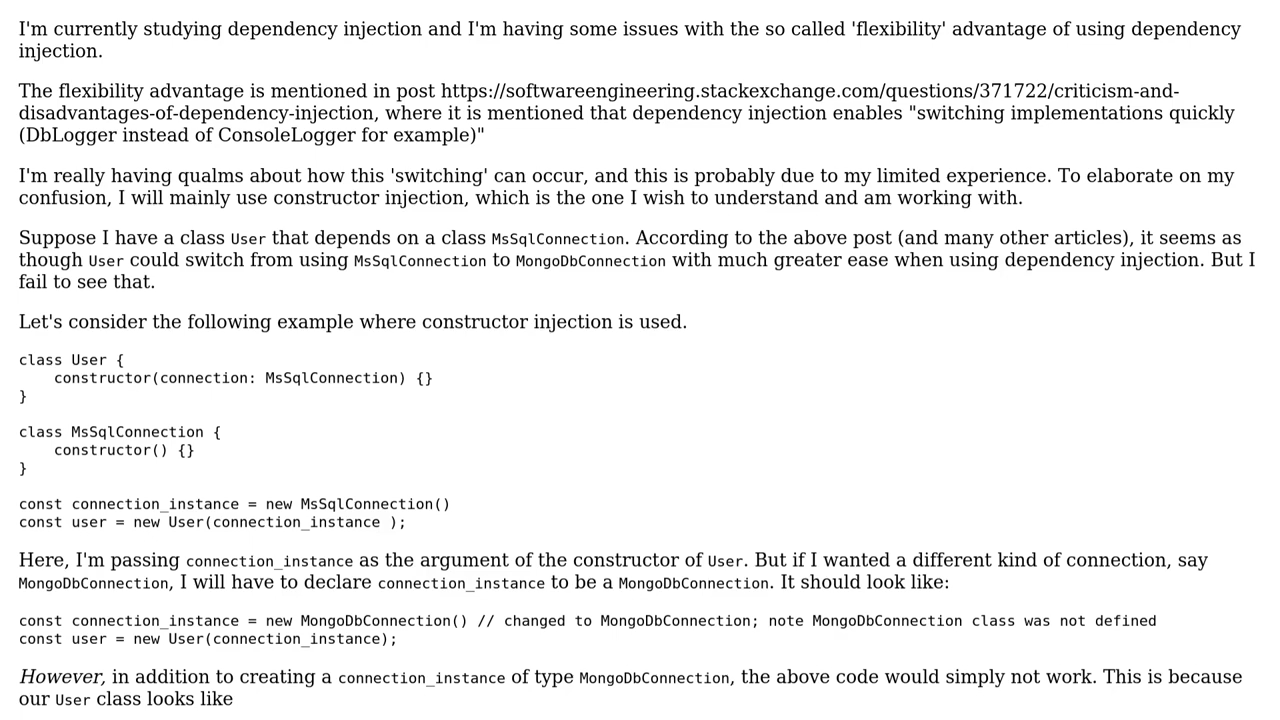 I'm currently studying dependency injection and I'm having some issues with the so called 'flexibility' advantage of using dependency
injection.
The flexibility advantage is mentioned in post https://softwareengineering.stackexchange.com/questions/371722/criticism-and-
disadvantages-of-dependency-injection, where it is mentioned that dependency injection enables "switching implementations quickly
(DbLogger instead of ConsoleLogger for example)"
I'm really having qualms about how this 'switching' can occur, and this is probably due to my limited experience. To elaborate on my
confusion, I will mainly use constructor injection, which is the one I wish to understand and am working with.
Suppose I have a class User that depends on a class MsSqlConnection. According to the above post (and many other articles), it seems as
though User could switch from using MsSqlConnection to MongoDbConnection with much greater ease when using dependency injection. But I
fail to see that.
Let's consider the following example where constructor injection is used.
class User {
    constructor(connection: MsSqlConnection) {}
}
class MsSqlConnection {
    constructor() {}
}
const connection_instance = new MsSqlConnection()
const user = new User(connection_instance );
Here, I'm passing connection_instance as the argument of the constructor of User. But if I wanted a different kind of connection, say
MongoDbConnection, I will have to declare connection_instance to be a MongoDbConnection. It should look like:
const connection_instance = new MongoDbConnection() // changed to MongoDbConnection; note MongoDbConnection class was not defined
const user = new User(connection_instance);
However, in addition to creating a connection_instance of type MongoDbConnection, the above code would simply not work. This is because
our User class looks like